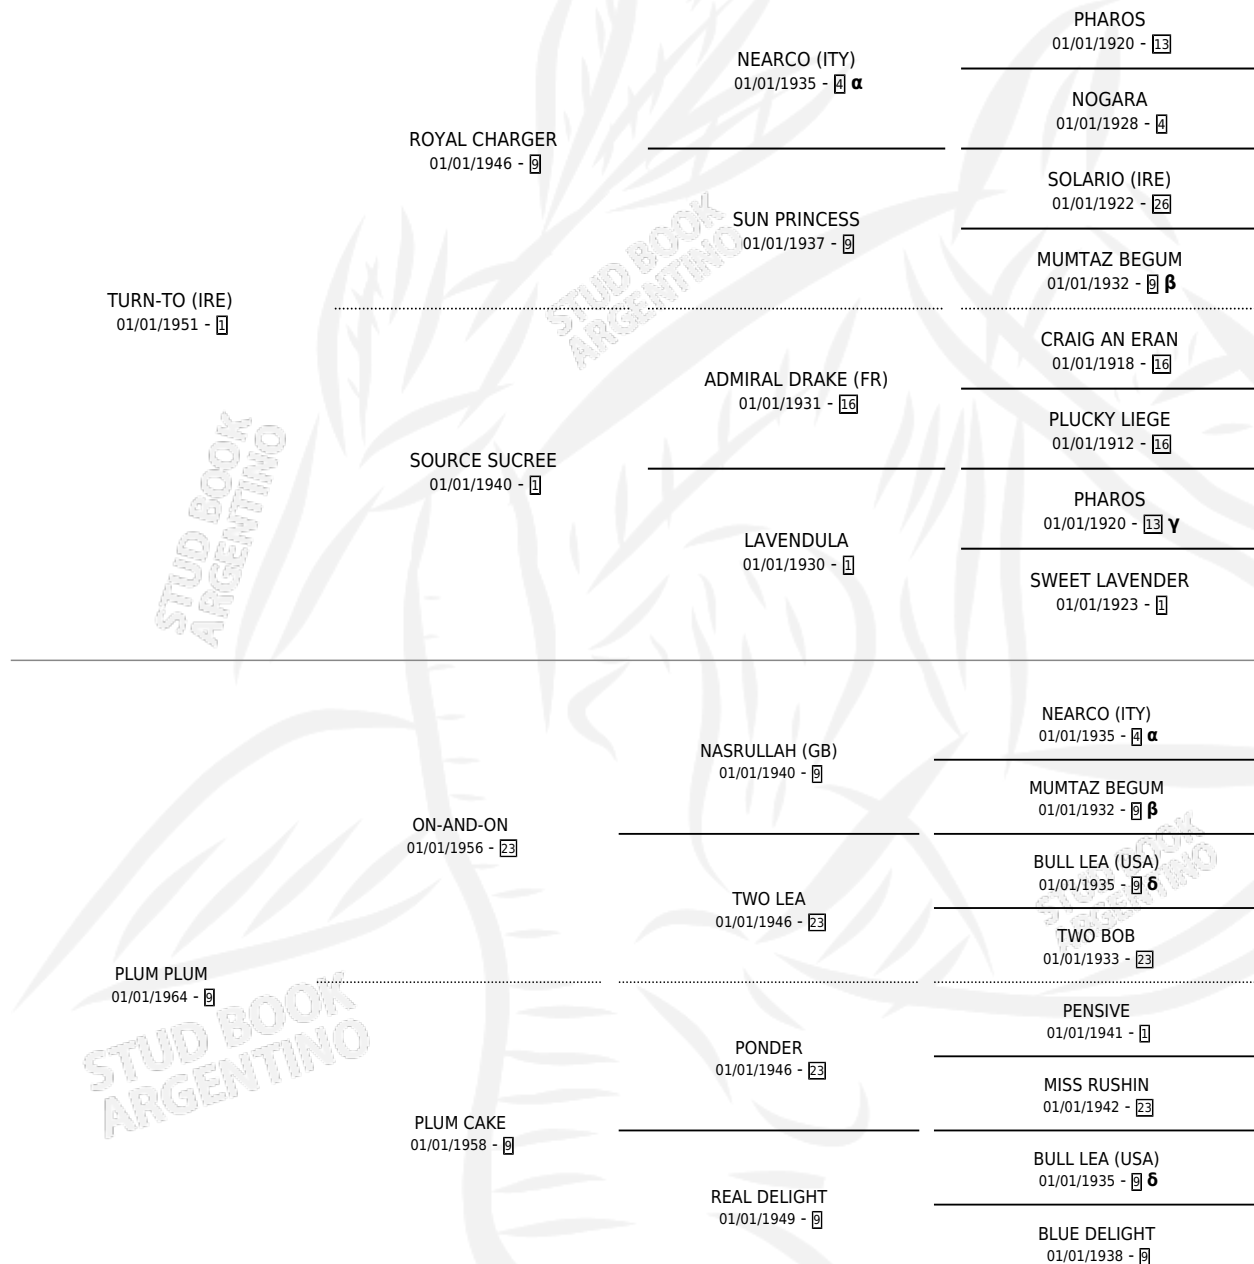 PHAROS
01/01/1920 - 13
NEARCO (ITY)
01/01/1935 - 4 α
NOGARA
01/01/1928 - 4
ROYAL CHARGER
01/01/1946 - 9
SOLARIO (IRE)
01/01/1922 - 26
SUN PRINCESS
01/01/1937 - 9
MUMTAZ BEGUM
01/01/1932 - 9 β
TURN-TO (IRE)
01/01/1951 - 1
CRAIG AN ERAN
01/01/1918 - 16
ADMIRAL DRAKE (FR)
01/01/1931 - 16
PLUCKY LIEGE
01/01/1912 - 16
SOURCE SUCREE
01/01/1940 - 1
PHAROS
01/01/1920 - 13 γ
LAVENDULA
01/01/1930 - 1
SWEET LAVENDER
01/01/1923 - 1
NEARCO (ITY)
01/01/1935 - 4 α
NASRULLAH (GB)
01/01/1940 - 9
MUMTAZ BEGUM
01/01/1932 - 9 β
ON-AND-ON
01/01/1956 - 23
BULL LEA (USA)
01/01/1935 - 9 δ
TWO LEA
01/01/1946 - 23
TWO BOB
01/01/1933 - 23
PLUM PLUM
01/01/1964 - 9
PENSIVE
01/01/1941 - 1
PONDER
01/01/1946 - 23
MISS RUSHIN
01/01/1942 - 23
PLUM CAKE
01/01/1958 - 9
BULL LEA (USA)
01/01/1935 - 9 δ
REAL DELIGHT
01/01/1949 - 9
BLUE DELIGHT
01/01/1938 - 9
STUD BOOK
ARGENTINO
STUD BOOK
ARGENTINO
STUD BOOK
ARGENTINO
STUD BOOK
ARGENTINO